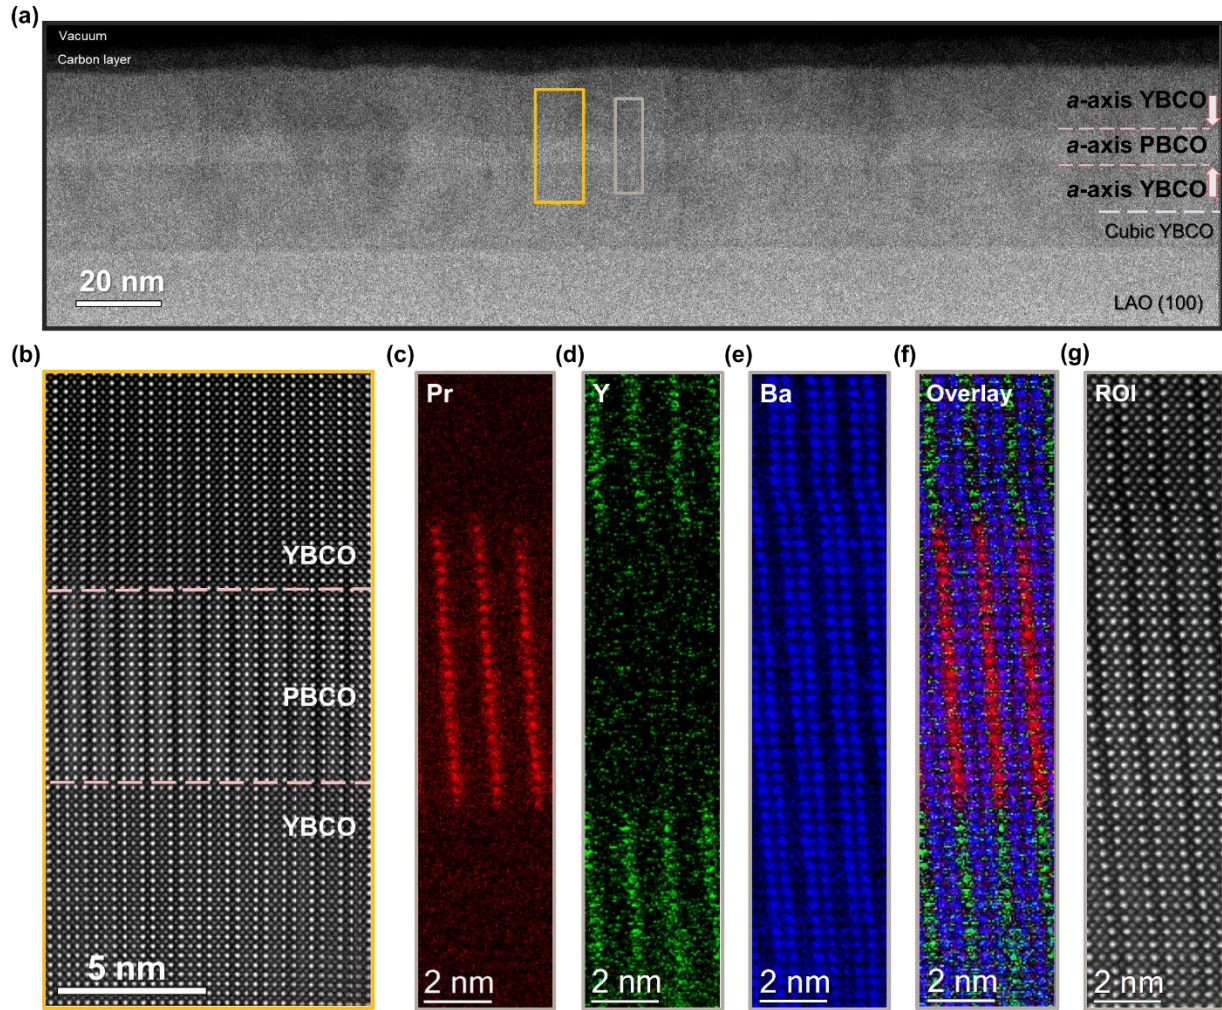 (a)
Vacuum
Carbon layer
a-axis YBCO
a-axis PBCO
a-axis YBCO
Cubic YBCO
20 nm
LAO (100)
(b)
(c)
(d)
(e)
(f)
(g)
Pr
Y
Ba
Overlay
ROI
YBCO
PBCO
YBCO
5 nm
2 nm
2 nm
2 nm
2 nm
2 nm